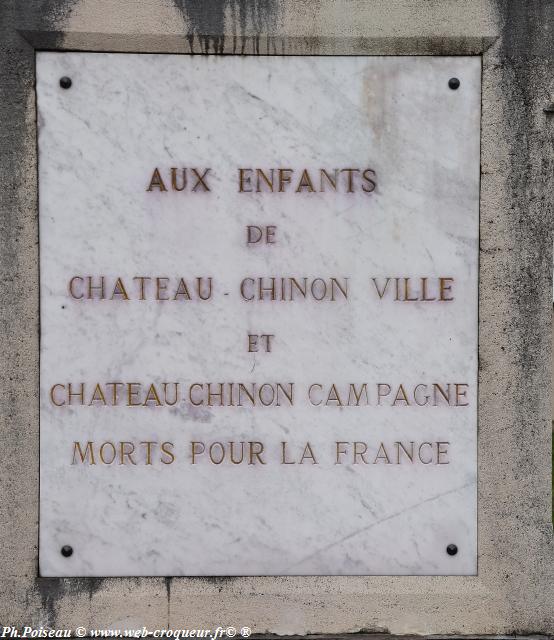 AUX ENFANTS
DE
CHATEAU-CHINON VILLE
ET
CHATEAU-CHINON CAMPAGNE
MORTS POUR LA FRANCE
Ph.Poiseau © www-web-croqueur.fr© ®